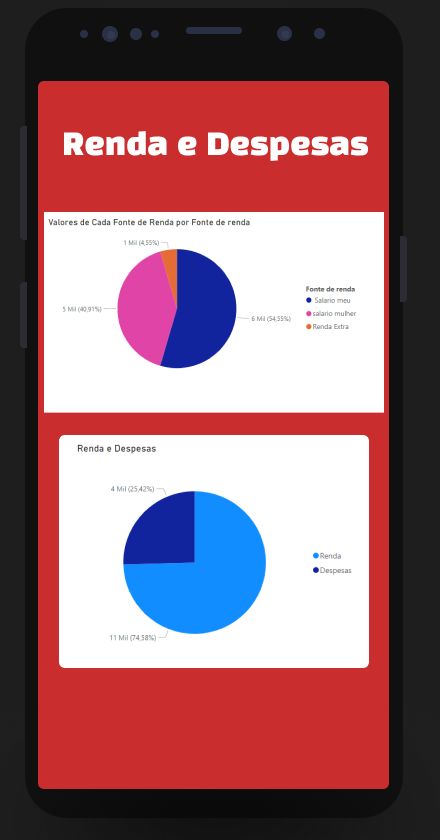 Renda e Despesas
Valores de Cada Fonte de Renda por Fonte de renda
1 Mil (4,55%)
5 Mil (40,91%)
6 Mil (54,55%)
Fonte de renda
Salario meu
salario mulher
Renda Extra
Renda e Despesas
4 Mil (25,42%)
11 Mil (74,58%)
Renda
Despesas